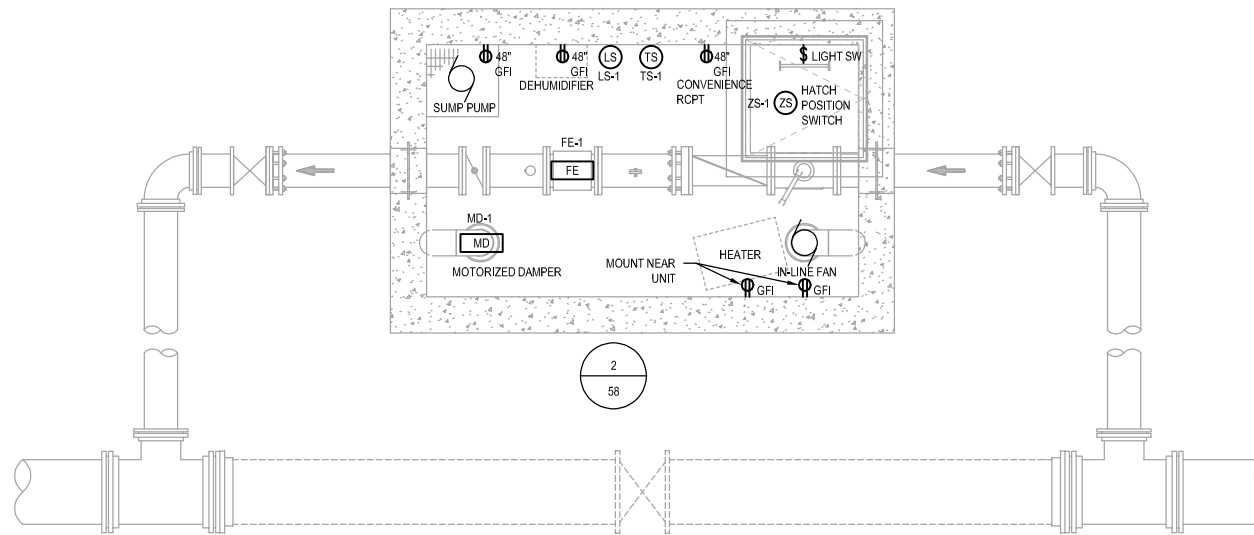 48"
GFI
48"
GFI
LS
LS-1
TS
TS-1
48"
GFI
$ LIGHT SW
DEHUMIDIFIER
CONVENIENCE
RCPT
SUMP PUMP
ZS-1
ZS
HATCH
POSITION
SWITCH
FE-1
FE
MD-1
MD
MOTORIZED DAMPER
HEATER
MOUNT NEAR
UNIT
IN-LINE FAN
GFI
GFI
2
58